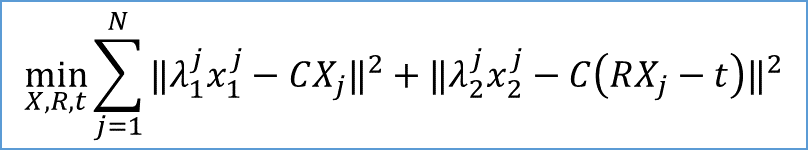 min_{X,R,t} ∑_{j=1}^{N} ‖λ_1^j x_1^j − CX_j‖² + ‖λ_2^j x_2^j − C(RX_j − t)‖²